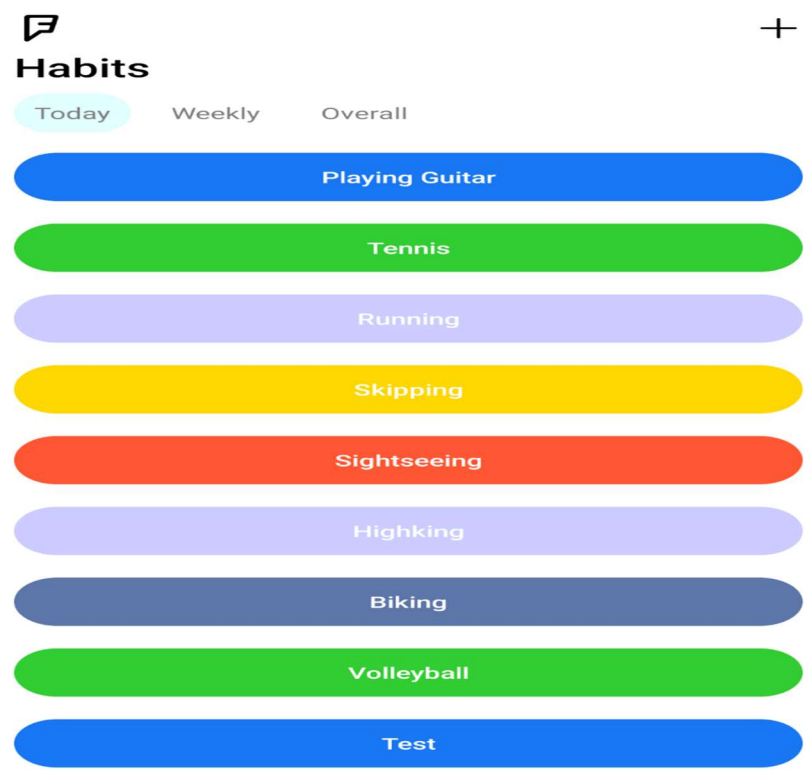 Habits
Today Weekly Overall
Playing Guitar
Tennis
Running
Skipping
Sightseeing
Highking
Biking
Volleyball
Test